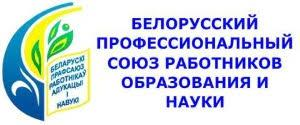 БЕЛАРУСКІ
ПРАФСАЮЗ
РАБОТНІКАЎ
АДУКАЦЫІ
І
НАВУКІ
БЕЛОРУССКИЙ
ПРОФЕССИОНАЛЬНЫЙ
СОЮЗ РАБОТНИКОВ
ОБРАЗОВАНИЯ И
НАУКИ